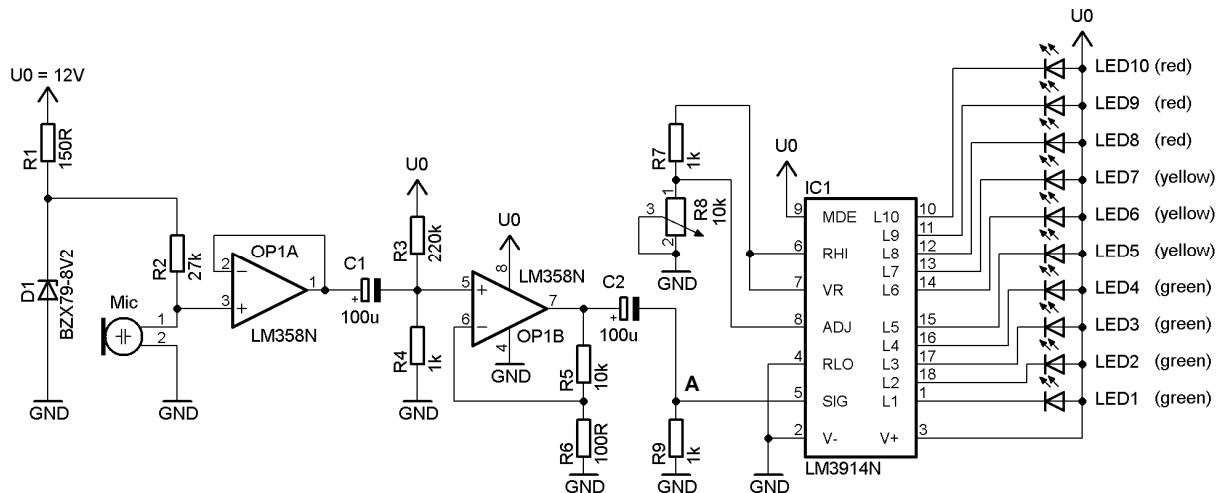 U0 = 12V
R1
150R
D1
BZX79-8V2
GND
R2
27k
Mic
1
2
GND
OP1A
2
3
1
LM358N
C1
+
100u
U0
R3
220k
R4
1k
GND
U0
8
LM358N
5
6
7
4
OP1B
GND
C2
+
100u
R5
10k
R6
100R
GND
A
R9
1k
GND
R7
1k
1
3
2
R8
10k
GND
U0
IC1
9 MDE L10 10
L9 11
6 RHI L8 12
L7 13
7 VR L6 14
8 ADJ L5 15
L4 16
4 RLO L3 17
L2 18
5 SIG L1 1
2 V- V+ 3
LM3914N
GND
U0
LED10 (red)
LED9 (red)
LED8 (red)
LED7 (yellow)
LED6 (yellow)
LED5 (yellow)
LED4 (green)
LED3 (green)
LED2 (green)
LED1 (green)